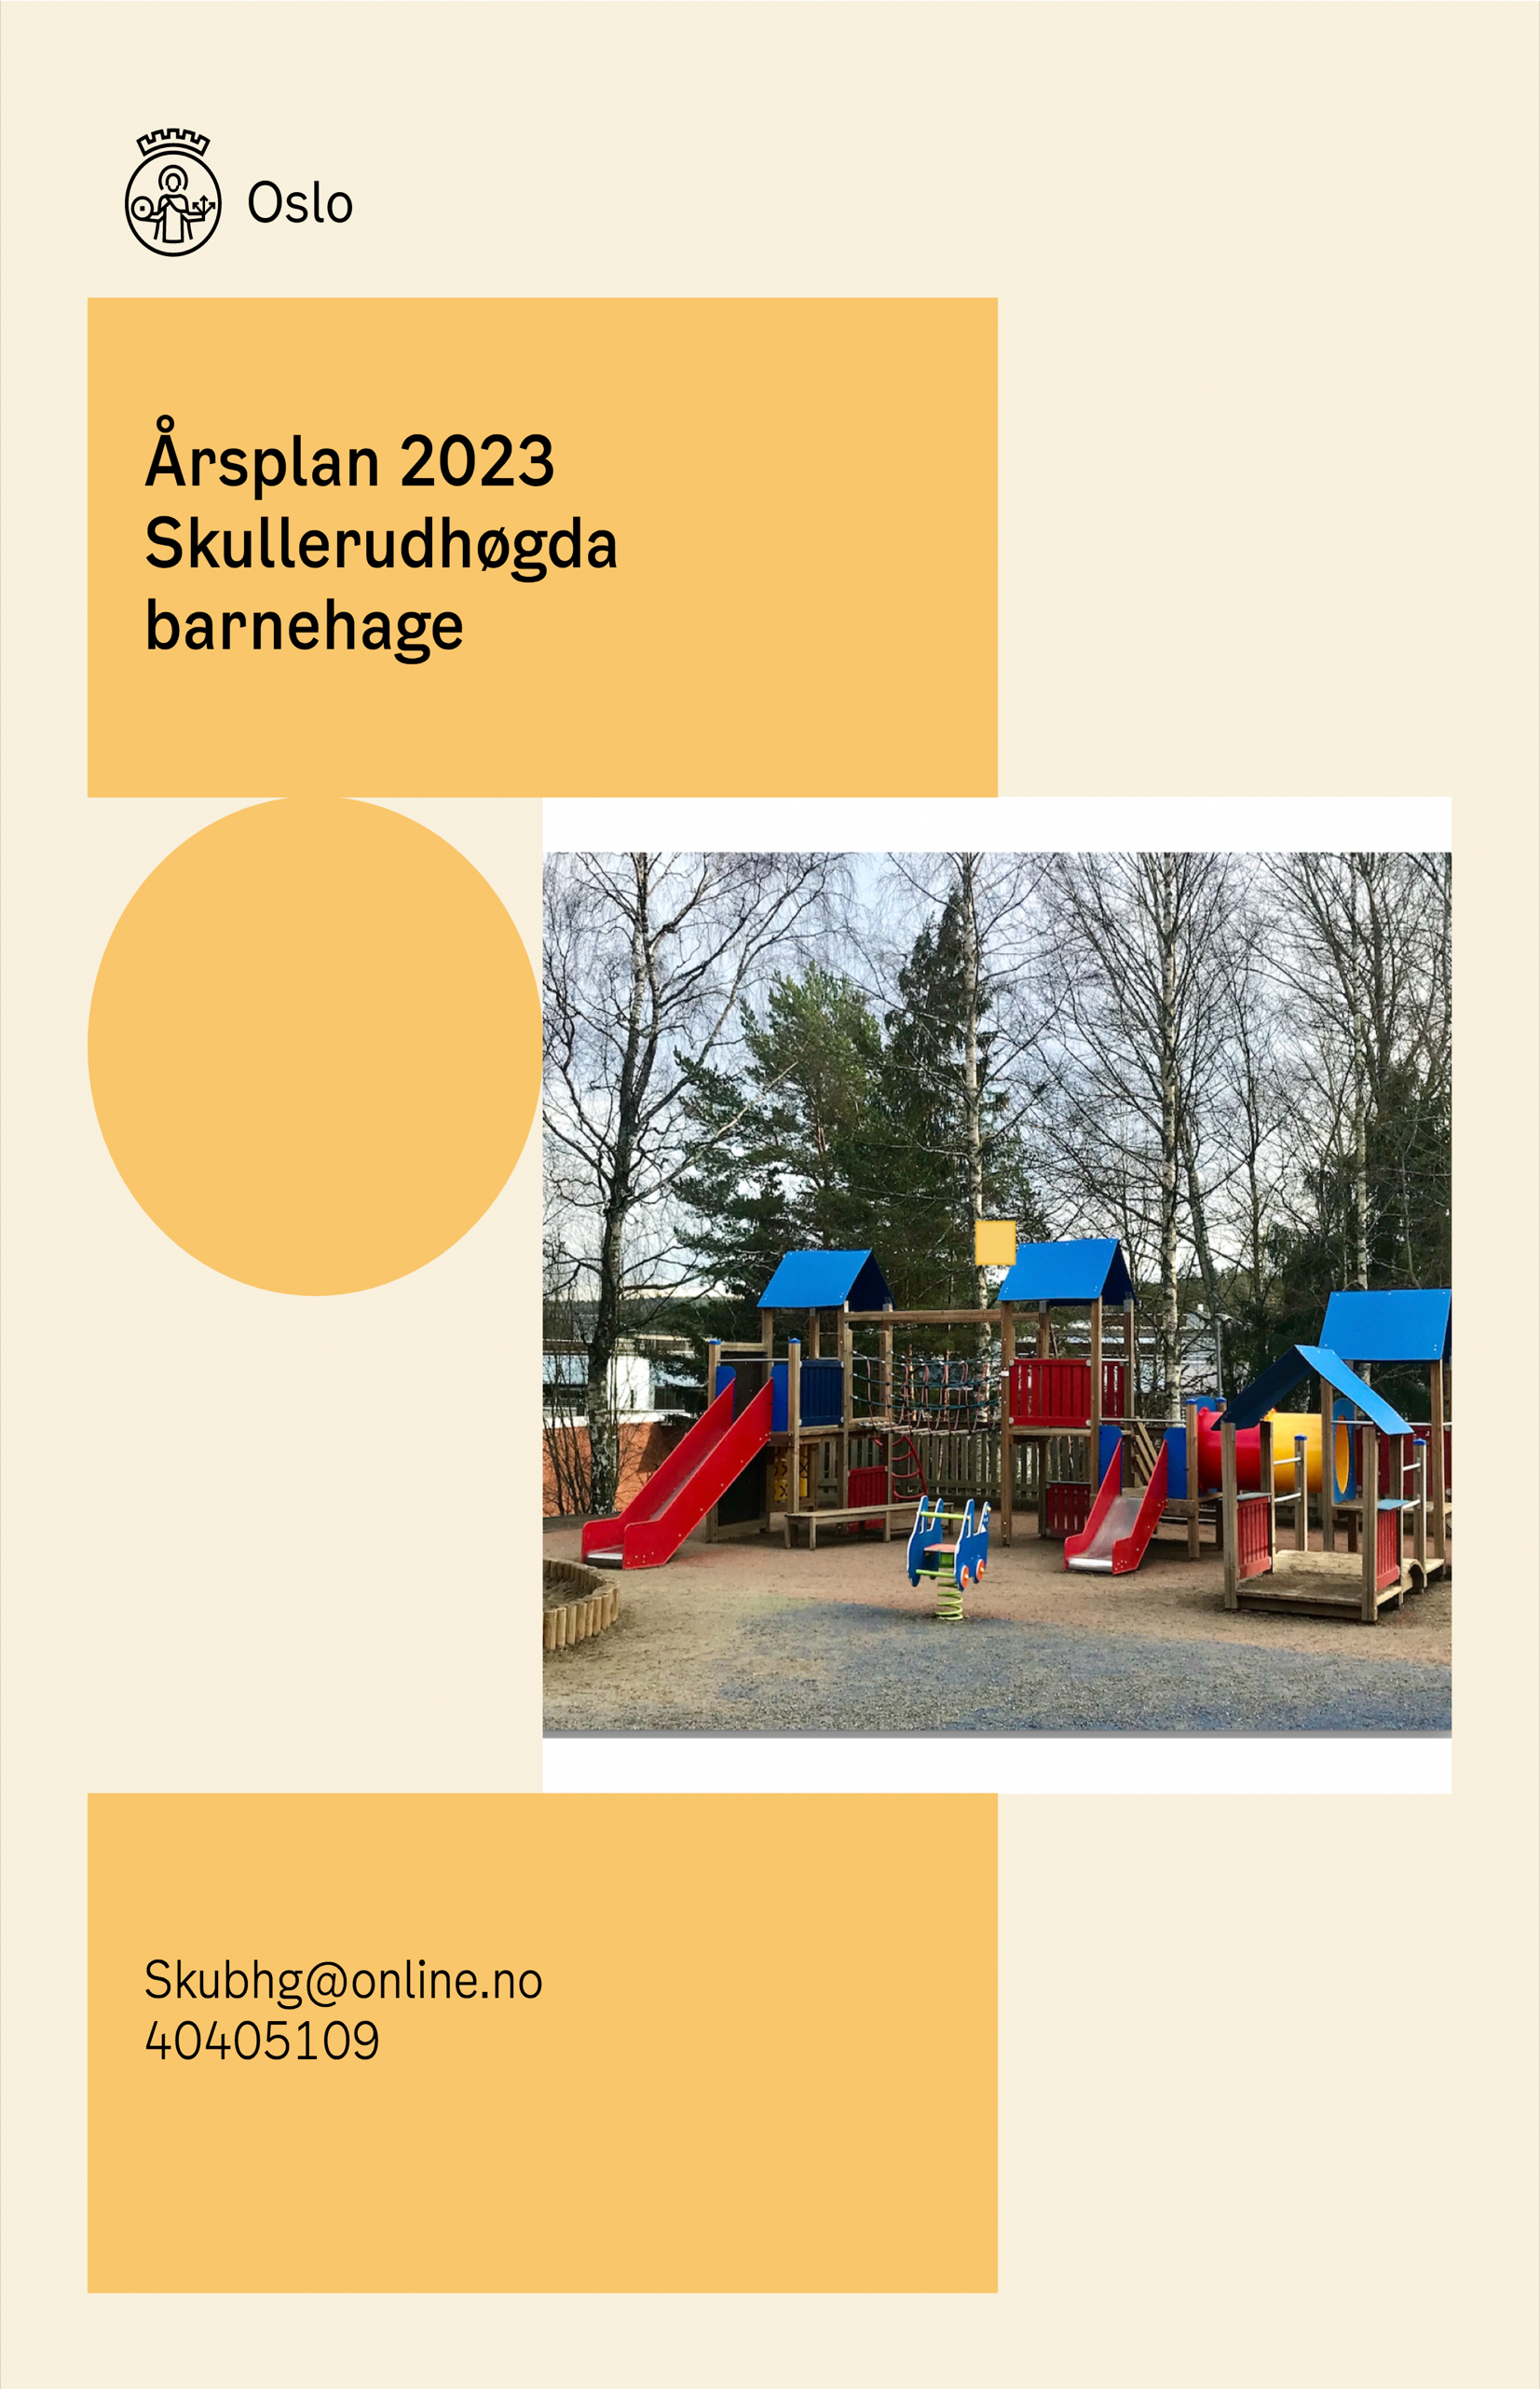 Oslo
Årsplan 2023
Skullerudhøgda
barnehage
Skubhg@online.no
40405109